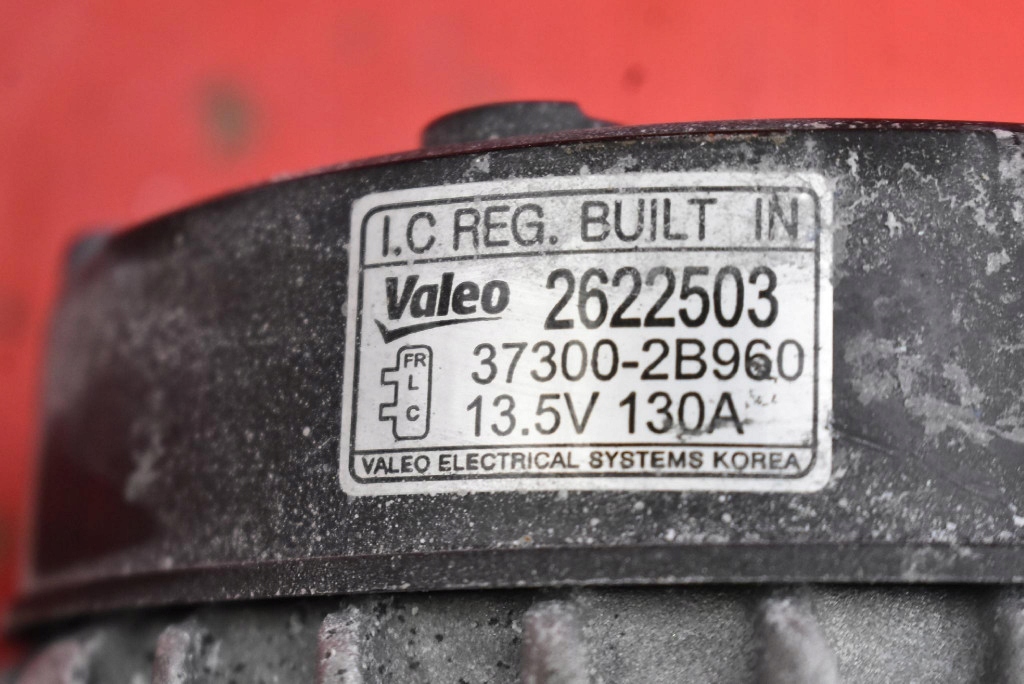 I.C REG. BUILT IN
Valeo 2622503
FR 37300-2B960
L
C 13.5V 130A
VALEO ELECTRICAL SYSTEMS KOREA